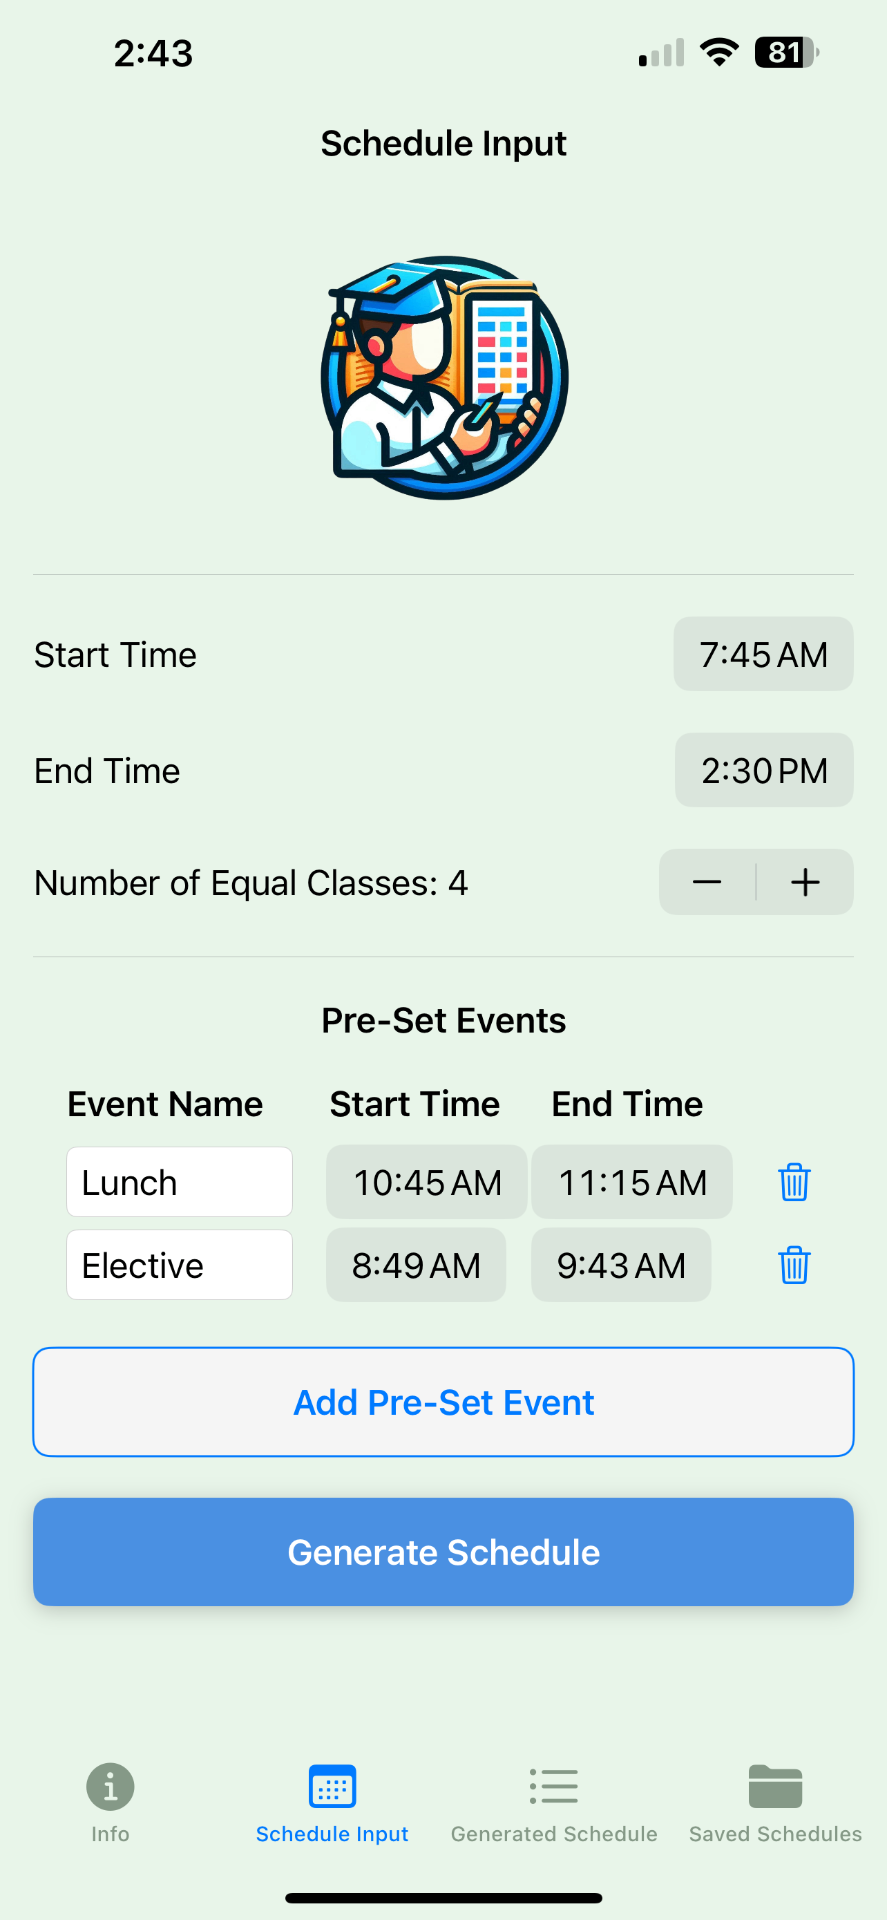 2:43 81
Schedule Input
Start Time 7:45 AM
End Time 2:30 PM
Number of Equal Classes: 4 − +
Pre-Set Events
Event Name Start Time End Time
Lunch 10:45 AM 11:15 AM
Elective 8:49 AM 9:43 AM
Add Pre-Set Event
Generate Schedule
Info Schedule Input Generated Schedule Saved Schedules